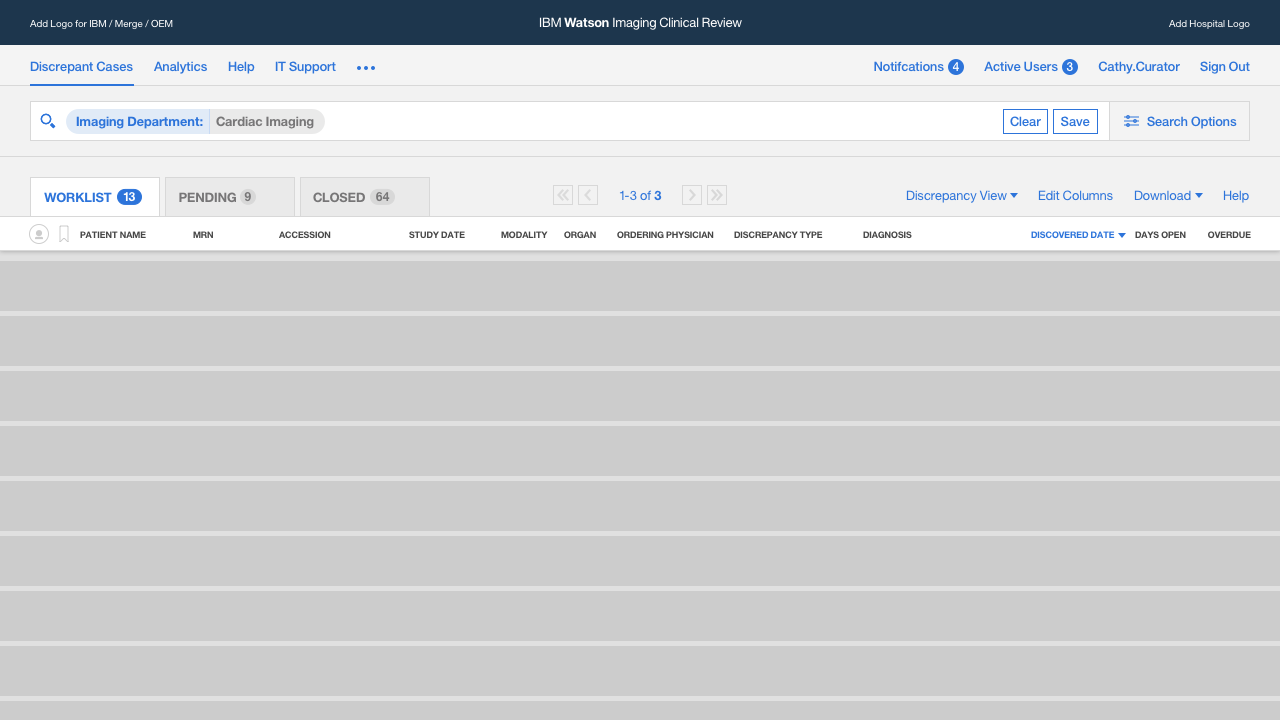 Add Logo for IBM / Merge / OEM
IBM Watson Imaging Clinical Review
Add Hospital Logo
Discrepant Cases Analytics Help IT Support
Notifcations 4 Active Users 3 Cathy.Curator Sign Out
Imaging Department: Cardiac Imaging
Clear Save Search Options
WORKLIST 13 PENDING 9 CLOSED 64
1-3 of 3
Discrepancy View Edit Columns Download Help
PATIENT NAME MRN ACCESSION STUDY DATE MODALITY ORGAN ORDERING PHYSICIAN DISCREPANCY TYPE DIAGNOSIS DISCOVERED DATE DAYS OPEN OVERDUE